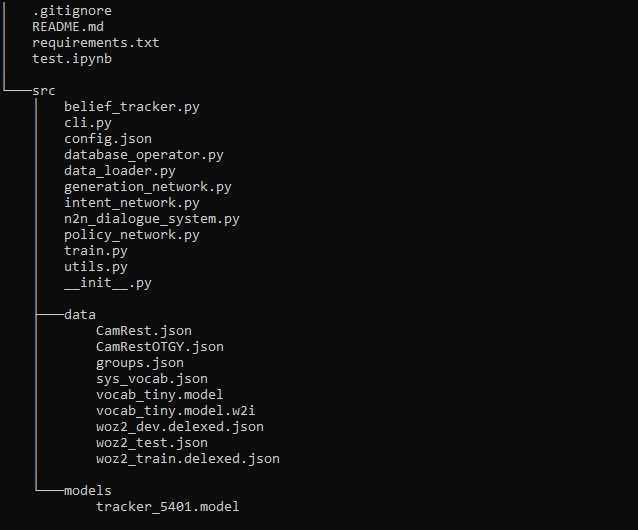 .gitignore
README.md
requirements.txt
test.ipynb
src
belief_tracker.py
cli.py
config.json
database_operator.py
data_loader.py
generation_network.py
intent_network.py
n2n_dialogue_system.py
policy_network.py
train.py
utils.py
__init__.py
data
CamRest.json
CamRestOTGY.json
groups.json
sys_vocab.json
vocab_tiny.model
vocab_tiny.model.w2i
woz2_dev.delexed.json
woz2_test.json
woz2_train.delexed.json
models
tracker_5401.model